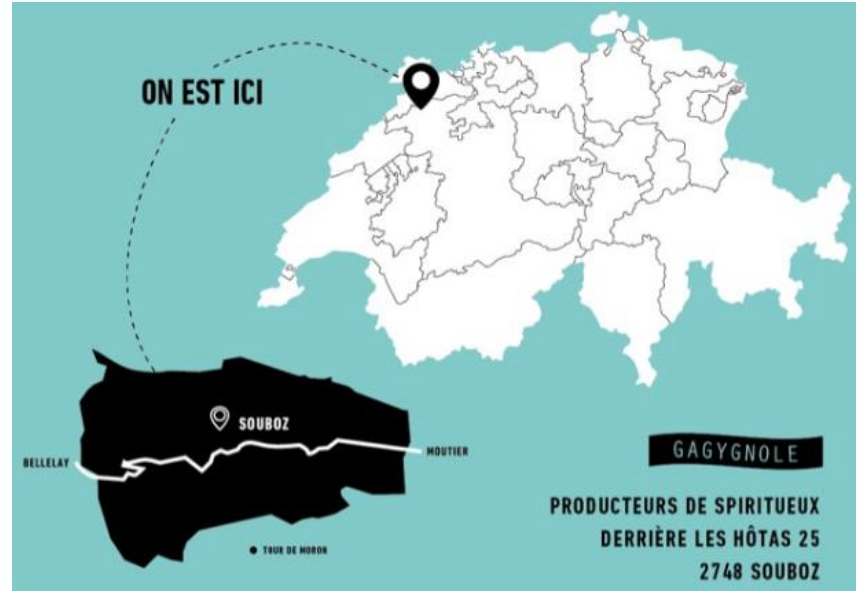 ON EST ICI
SOUBOZ
BELLELAY
MOUTIER
TOUR DE MORON
GAGYGNOLE
PRODUCTEURS DE SPIRITUEUX
DERRIÈRE LES HÔTAS 25
2748 SOUBOZ